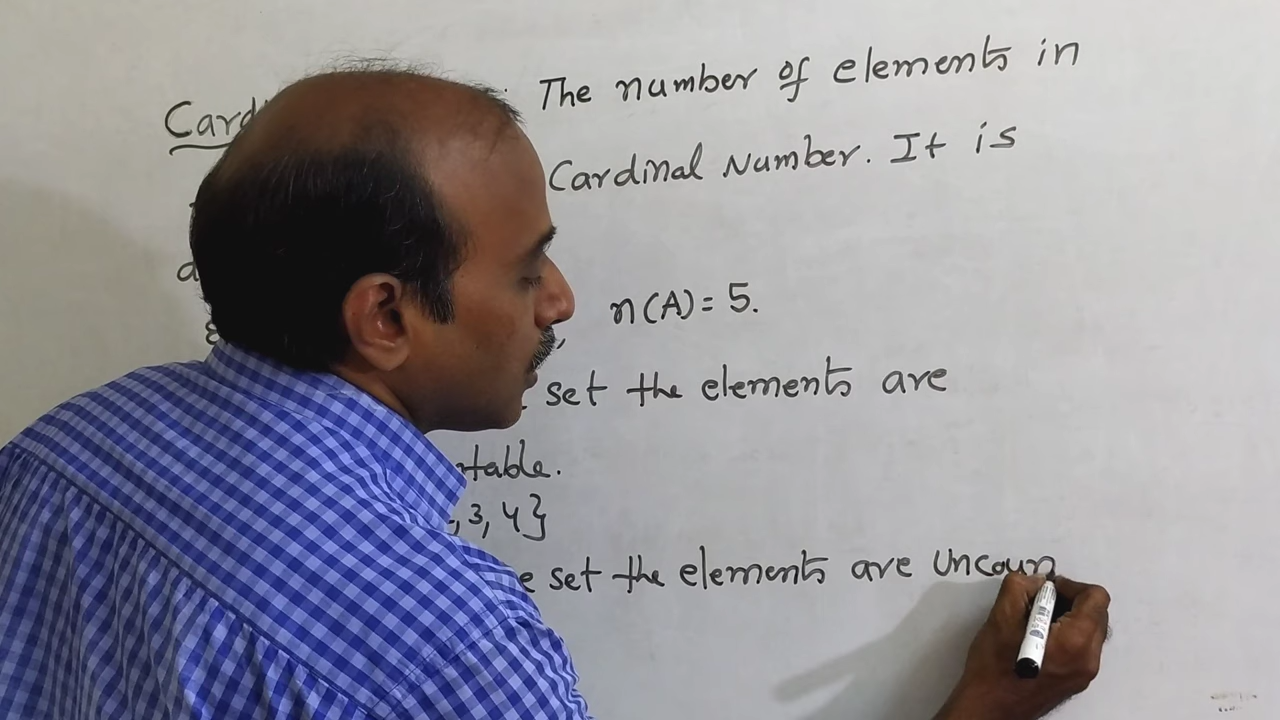 Card : The number of elements in
Cardinal Number. It is
n(A)= 5.
set the elements are
table.
, 3, 4}
e set the elements are Uncoun